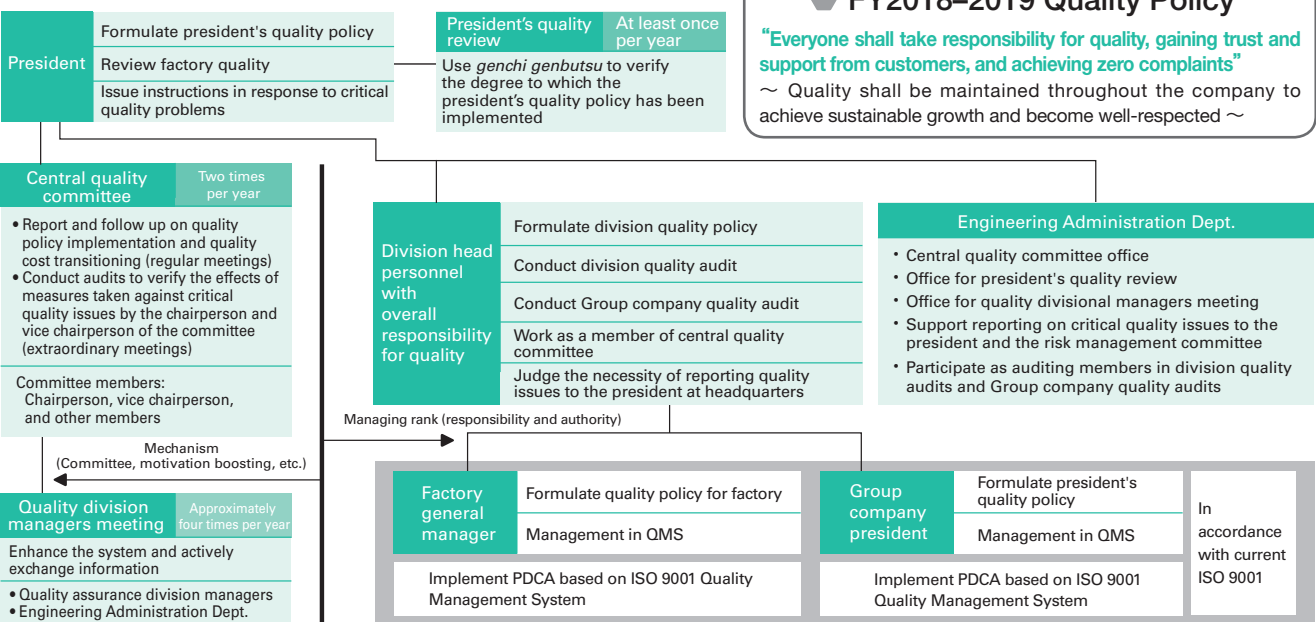 President
Formulate president's quality policy
Review factory quality
Issue instructions in response to critical
quality problems
President's quality
review
At least once
per year
Use genchi genbutsu to verify
the degree to which the
president's quality policy has been
implemented
FY2018–2019 Quality Policy
"Everyone shall take responsibility for quality, gaining trust and
support from customers, and achieving zero complaints"
～ Quality shall be maintained throughout the company to
achieve sustainable growth and become well-respected ～
Central quality
committee
Two times
per year
• Report and follow up on quality
policy implementation and quality
cost transitioning (regular meetings)
• Conduct audits to verify the effects of
measures taken against critical
quality issues by the chairperson and
vice chairperson of the committee
(extraordinary meetings)
Committee members:
Chairperson, vice chairperson,
and other members
Mechanism
(Committee, motivation boosting, etc.)
Quality division
managers meeting
Approximately
four times per year
Enhance the system and actively
exchange information
• Quality assurance division managers
• Engineering Administration Dept.
Managing rank (responsibility and authority)
Division head
personnel
with
overall
responsibility
for quality
Formulate division quality policy
Conduct division quality audit
Conduct Group company quality audit
Work as a member of central quality
committee
Judge the necessity of reporting quality
issues to the president at headquarters
Engineering Administration Dept.
• Central quality committee office
• Office for president's quality review
• Office for quality divisional managers meeting
• Support reporting on critical quality issues to the
president and the risk management committee
• Participate as auditing members in division quality
audits and Group company quality audits
Factory
general
manager
Formulate quality policy for factory
Management in QMS
Implement PDCA based on ISO 9001 Quality
Management System
Group
company
president
Formulate president's
quality policy
Management in QMS
Implement PDCA based on ISO 9001
Quality Management System
In
accordance
with current
ISO 9001